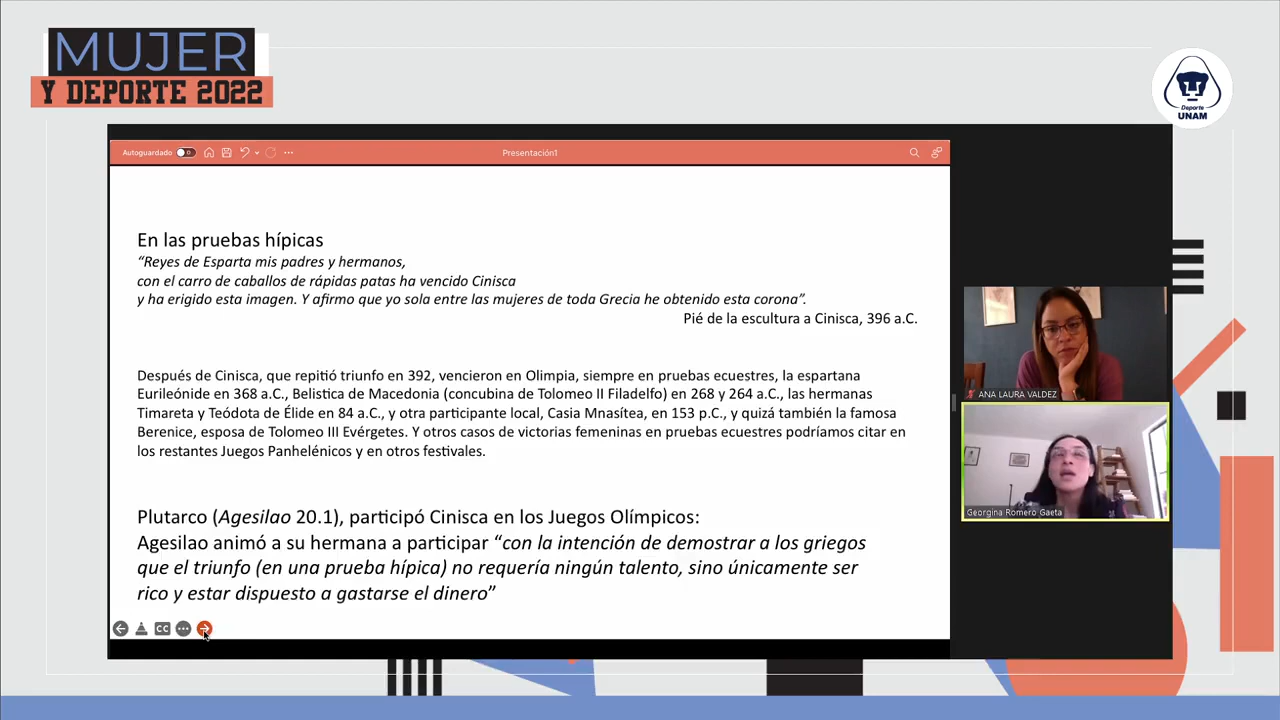 MUJER
Y DEPORTE 2022
Deporte
UNAM
Autoguardado
Presentación1
En las pruebas hípicas
“Reyes de Esparta mis padres y hermanos,
con el carro de caballos de rápidas patas ha vencido Cinisca
y ha erigido esta imagen. Y afirmo que yo sola entre las mujeres de toda Grecia he obtenido esta corona”.
Pié de la escultura a Cinisca, 396 a.C.
Después de Cinisca, que repitió triunfo en 392, vencieron en Olimpia, siempre en pruebas ecuestres, la espartana
Eurileónide en 368 a.C., Belistica de Macedonia (concubina de Tolomeo II Filadelfo) en 268 y 264 a.C., las hermanas
Timareta y Teódota de Élide en 84 a.C., y otra participante local, Casia Mnasítea, en 153 p.C., y quizá también la famosa
Berenice, esposa de Tolomeo III Evérgetes. Y otros casos de victorias femeninas en pruebas ecuestres podríamos citar en
los restantes Juegos Panhelénicos y en otros festivales.
Plutarco (Agesilao 20.1), participó Cinisca en los Juegos Olímpicos:
Agesilao animó a su hermana a participar “con la intención de demostrar a los griegos
que el triunfo (en una prueba hípica) no requería ningún talento, sino únicamente ser
rico y estar dispuesto a gastarse el dinero”
CC
ANA LAURA VALDEZ
Georgina Romero Gaeta